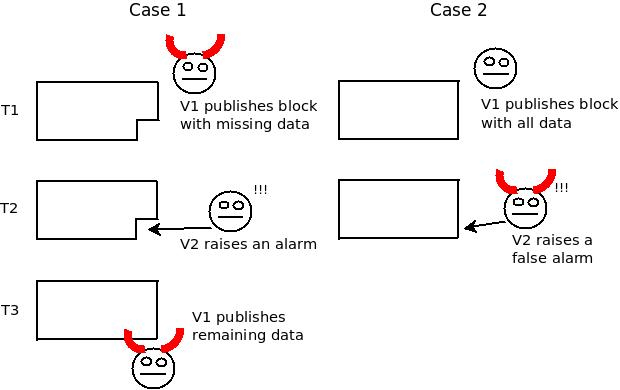 Case 1
Case 2
T1
V1 publishes block
with missing data
V1 publishes block
with all data
T2
!!!
V2 raises an alarm
!!!
V2 raises a
false alarm
T3
V1 publishes
remaining data